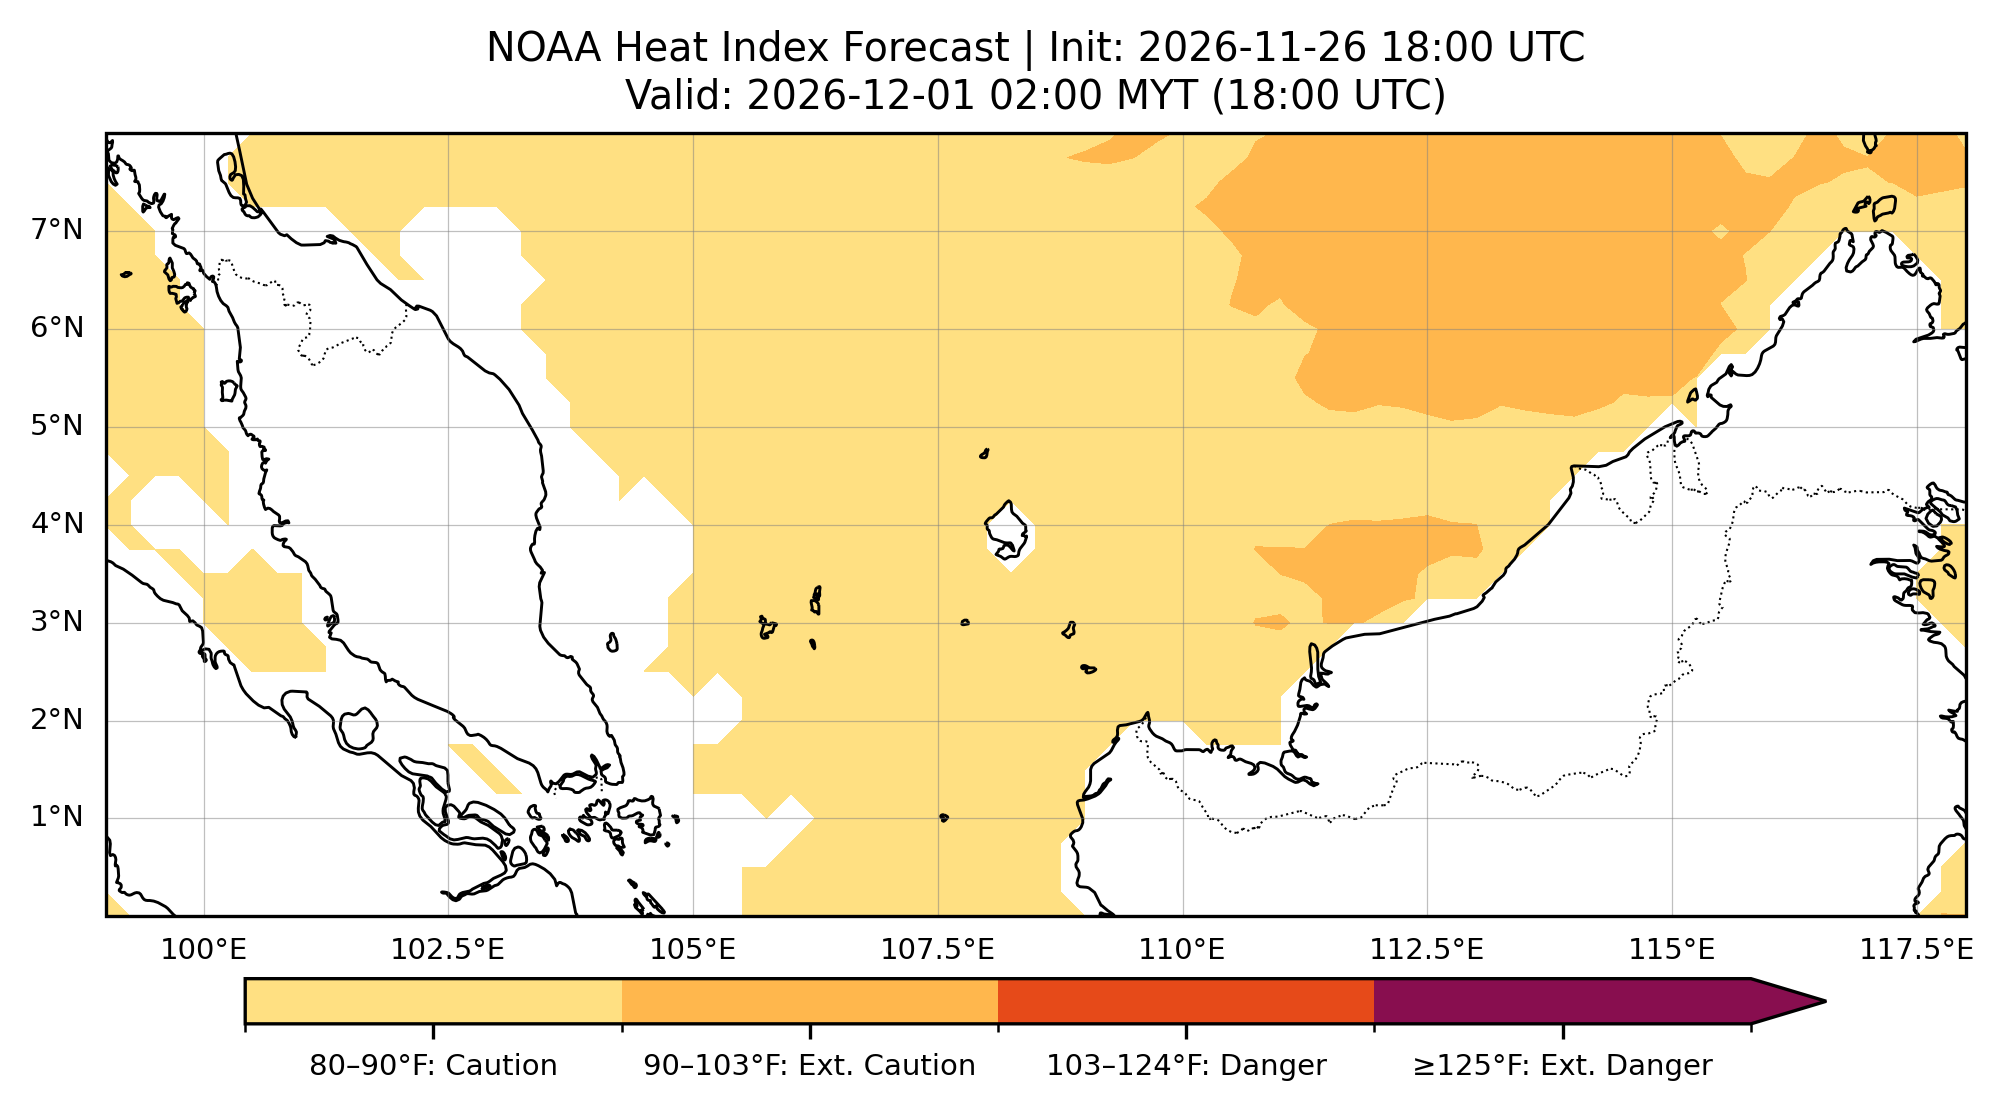 NOAA Heat Index Forecast | Init: 2026-11-26 18:00 UTC
Valid: 2026-12-01 02:00 MYT (18:00 UTC)
7°N
6°N
5°N
4°N
3°N
2°N
1°N
100°E 102.5°E 105°E 107.5°E 110°E 112.5°E 115°E 117.5°E
80–90°F: Caution 90–103°F: Ext. Caution 103–124°F: Danger ≥125°F: Ext. Danger